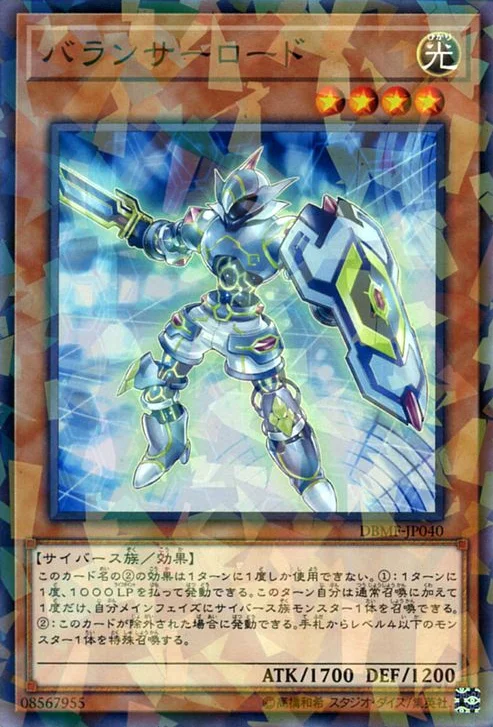 バランサーロード
光
DBMF-JP040
【サイバース族／効果】
このカード名の②の効果は1ターンに1度しか使用できない。①：1ターンに
1度、1000LPを払って発動できる。このターン自分は通常召喚に加えて
1度だけ、自分メインフェイズにサイバース族モンスター1体を召喚できる。
②：このカードが除外された場合に発動できる。手札からレベル4以下のモ
ンスター1体を特殊召喚する。
ATK/1700 DEF/1200
08567955 ©高橋和希 スタジオ・ダイス/集英社